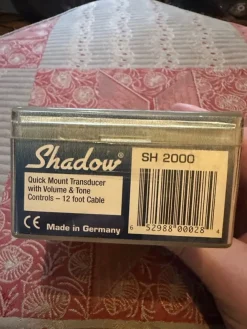 Shadow® SH 2000
Quick Mount Transducer
with Volume & Tone
Controls – 12 foot Cable
CE Made in Germany
6 52988 00028 4